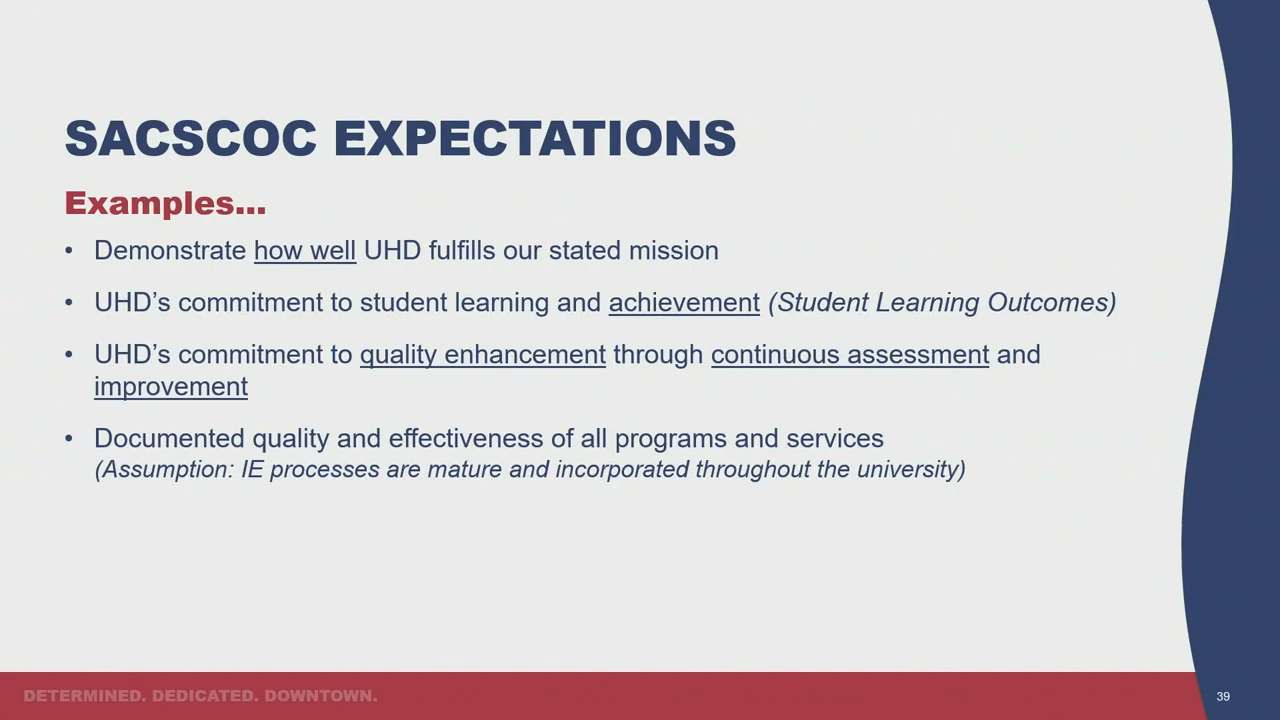 SACSCOC EXPECTATIONS
Examples...
• Demonstrate how well UHD fulfills our stated mission
• UHD’s commitment to student learning and achievement (Student Learning Outcomes)
• UHD’s commitment to quality enhancement through continuous assessment and
improvement
• Documented quality and effectiveness of all programs and services
(Assumption: IE processes are mature and incorporated throughout the university)
DETERMINED. DEDICATED. DOWNTOWN.
39